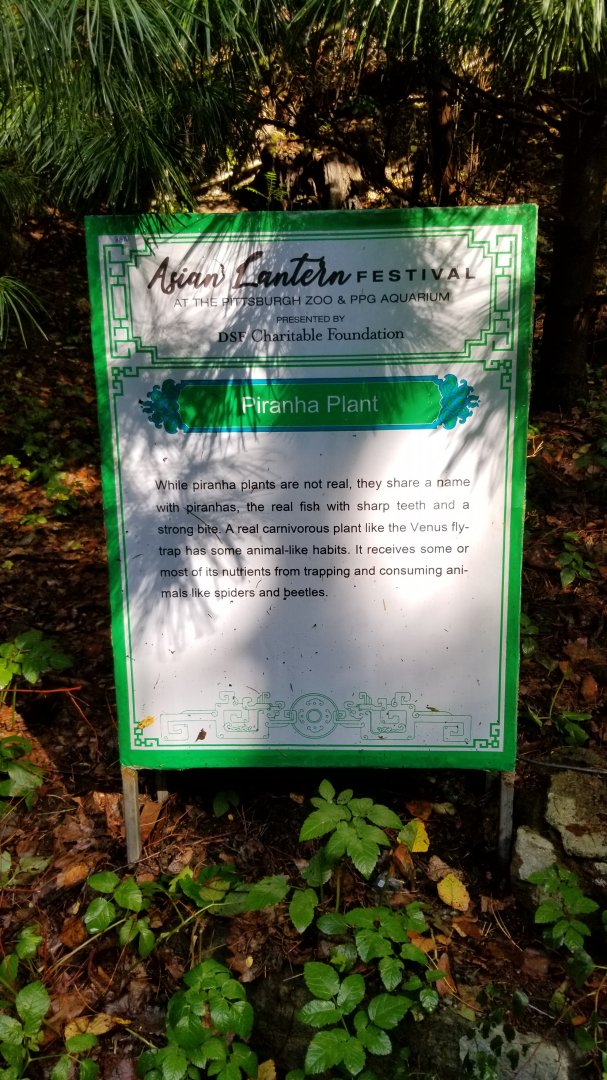 Asian Lantern FESTIVAL
AT THE PITTSBURGH ZOO & PPG AQUARIUM
PRESENTED BY
DSF Charitable Foundation
Piranha Plant
While piranha plants are not real, they share a name
with piranhas, the real fish with sharp teeth and a
strong bite. A real carnivorous plant like the Venus fly-
trap has some animal-like habits. It receives some or
most of its nutrients from trapping and consuming ani-
mals like spiders and beetles.